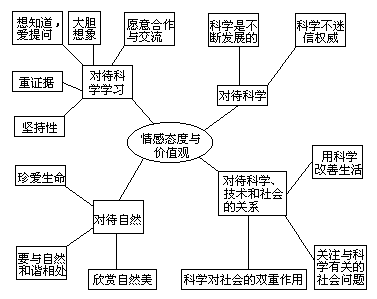 想知道，
爱提问
大胆
想象
愿意合作
与交流
科学是不
断发展的
科学不迷
信权威
重证据
对待科
学学习
对待科学
坚持性
情感态度与
价值观
用科学
改善生活
珍爱生命
对待科学、
技术和社会
的关系
对待自然
要与自然
和谐相处
欣赏自然美
科学对社会的双重作用
关注与科
学有关的
社会问题